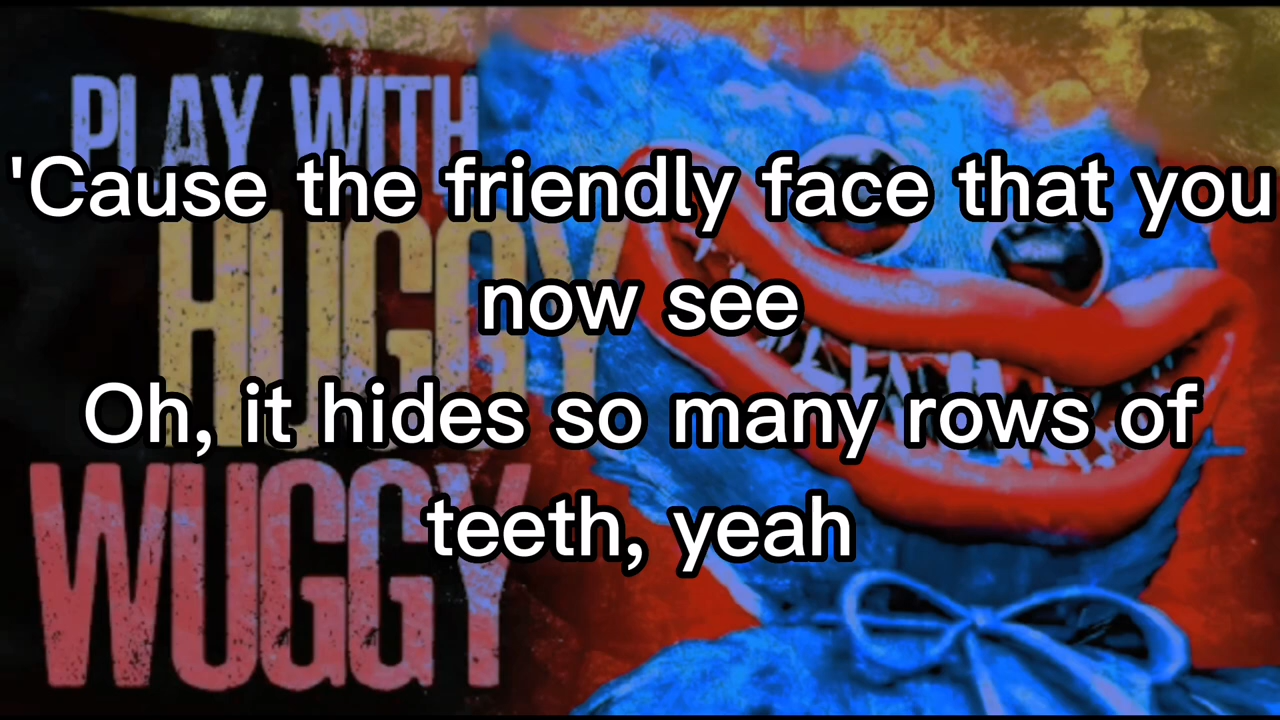 PLAY WITH
'Cause the friendly face that you
HUGGY
now see
Oh, it hides so many rows of
WUGGY
teeth, yeah